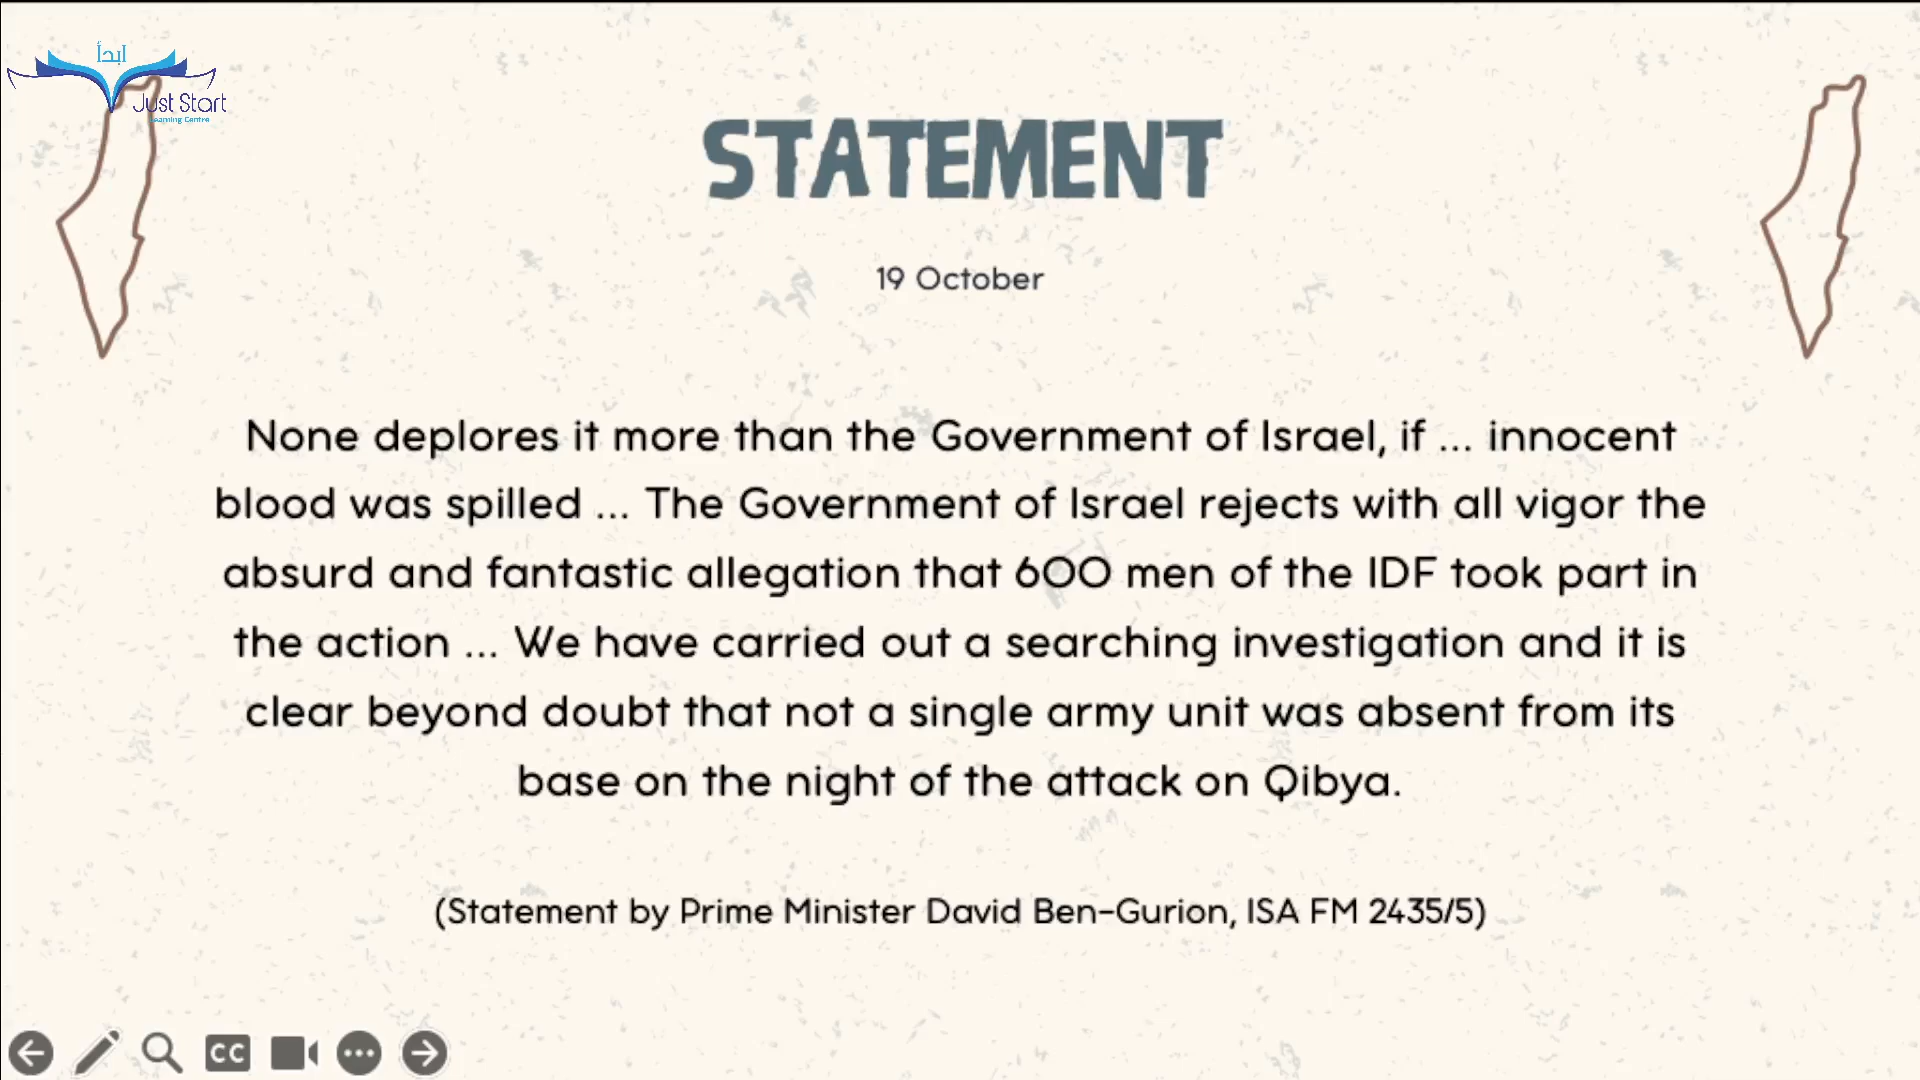 ابدأ
Just Start
Learning Centre
STATEMENT
19 October
None deplores it more than the Government of Israel, if ... innocent
blood was spilled ... The Government of Israel rejects with all vigor the
absurd and fantastic allegation that 600 men of the IDF took part in
the action ... We have carried out a searching investigation and it is
clear beyond doubt that not a single army unit was absent from its
base on the night of the attack on Qibya.
(Statement by Prime Minister David Ben-Gurion, ISA FM 2435/5)
CC